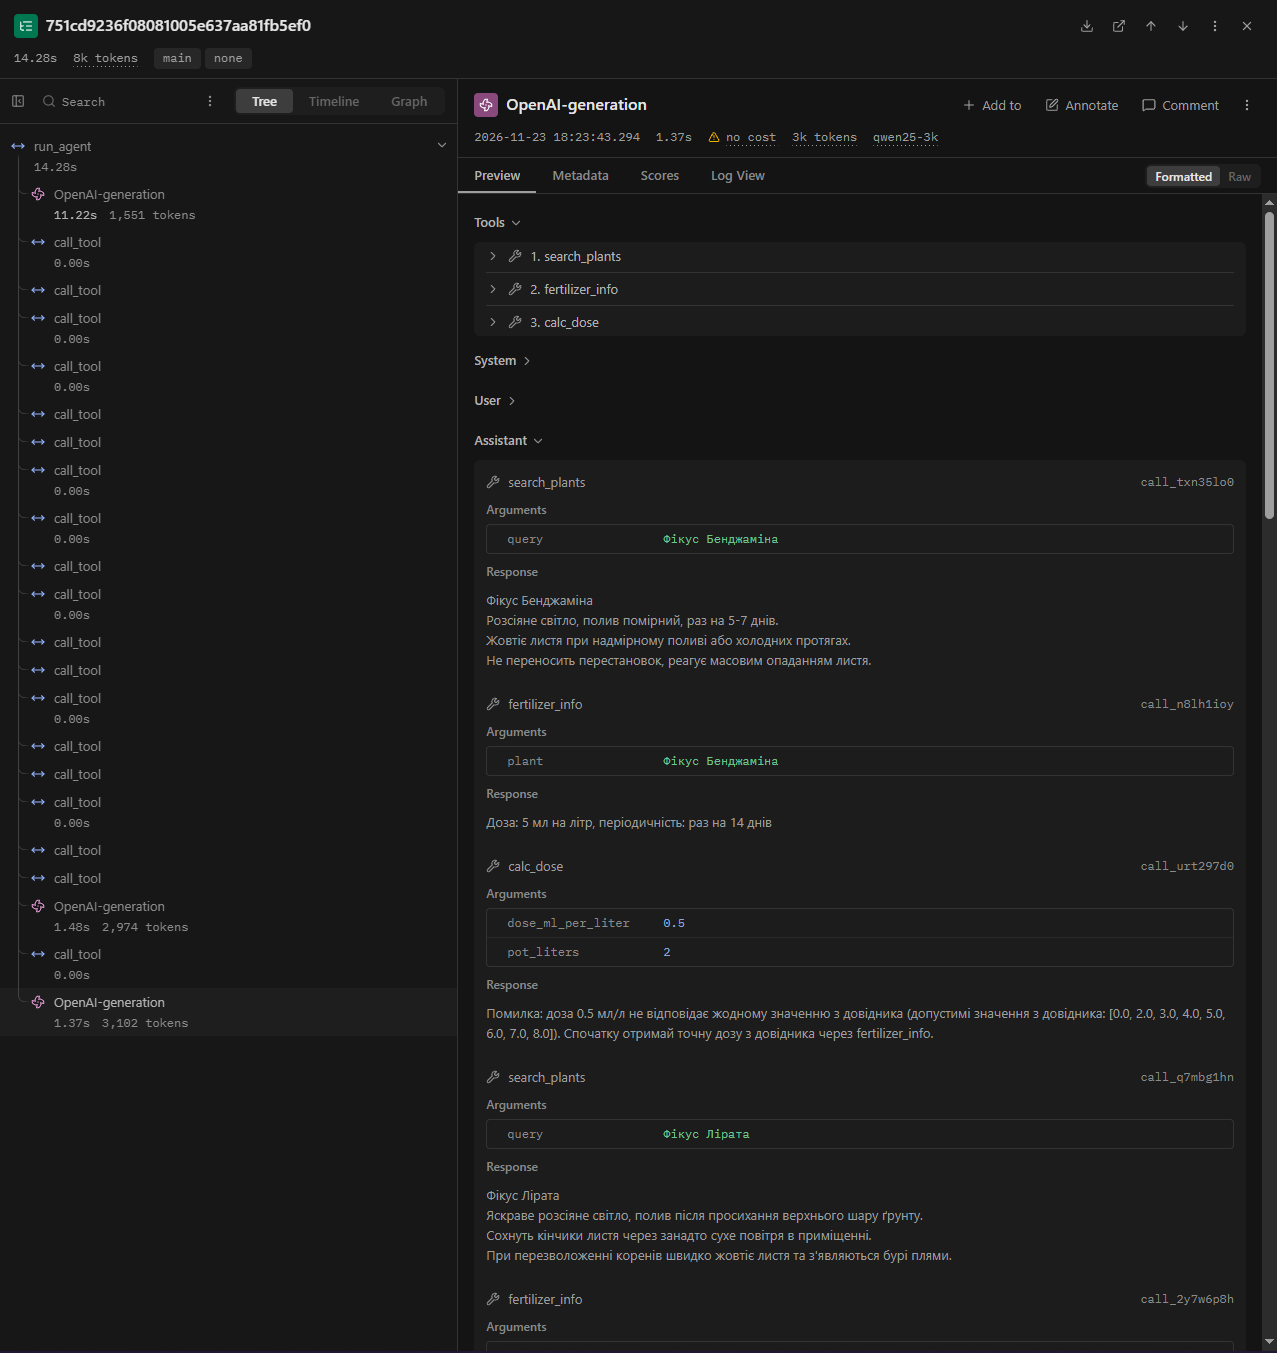 751cd9236f08081005e637aa81fb5ef0
14.28s 8k tokens main none
Search Tree Timeline Graph
run_agent
14.28s
OpenAI-generation
11.22s 1,551 tokens
call_tool
0.00s
call_tool
call_tool
0.00s
call_tool
0.00s
call_tool
call_tool
call_tool
0.00s
call_tool
0.00s
call_tool
call_tool
0.00s
call_tool
call_tool
call_tool
0.00s
call_tool
call_tool
call_tool
0.00s
call_tool
call_tool
OpenAI-generation
1.48s 2,974 tokens
call_tool
0.00s
OpenAI-generation
1.37s 3,102 tokens
OpenAI-generation Add to Annotate Comment
2026-11-23 18:23:43.294 1.37s no cost 3k tokens qwen25-3k
Preview Metadata Scores Log View Formatted Raw
Tools
1. search_plants
2. fertilizer_info
3. calc_dose
System
User
Assistant
search_plants call_txn35lo0
Arguments
query Фікус Бенджаміна
Response
Фікус Бенджаміна
Розсіяне світло, полив помірний, раз на 5-7 днів.
Жовтіє листя при надмірному поливі або холодних протягах.
Не переносить перестановок, реагує масовим опаданням листя.
fertilizer_info call_n8lh1ioy
Arguments
plant Фікус Бенджаміна
Response
Доза: 5 мл на літр, періодичність: раз на 14 днів
calc_dose call_urt297d0
Arguments
dose_ml_per_liter 0.5
pot_liters 2
Response
Помилка: доза 0.5 мл/л не відповідає жодному значенню з довідника (допустимі значення з довідника: [0.0, 2.0, 3.0, 4.0, 5.0,
6.0, 7.0, 8.0]). Спочатку отримай точну дозу з довідника через fertilizer_info.
search_plants call_q7mbg1hn
Arguments
query Фікус Лірата
Response
Фікус Лірата
Яскраве розсіяне світло, полив після просихання верхнього шару ґрунту.
Сохнуть кінчики листя через занадто сухе повітря в приміщенні.
При перезволоженні коренів швидко жовтіє листя та з'являються бурі плями.
fertilizer_info call_2y7w6p8h
Arguments